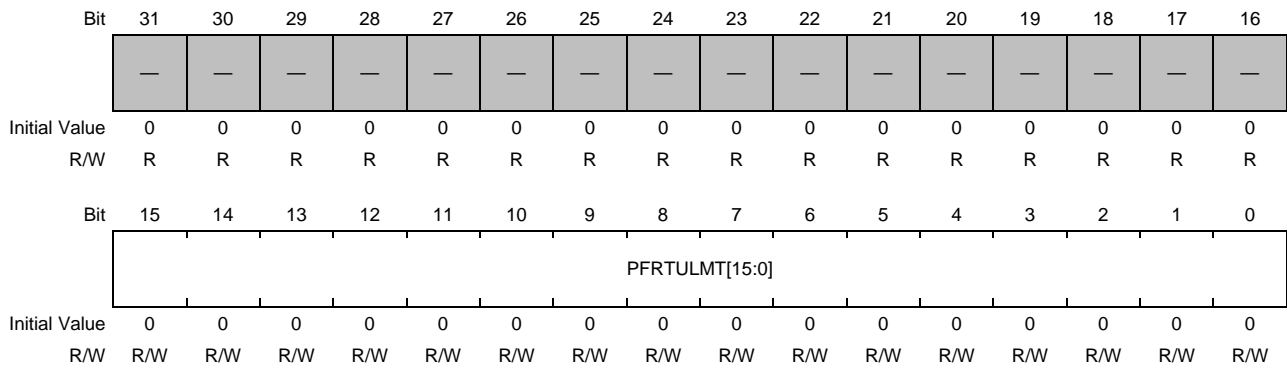 Bit 31 30 29 28 27 26 25 24 23 22 21 20 19 18 17 16
— — — — — — — — — — — — — — — —
Initial Value 0 0 0 0 0 0 0 0 0 0 0 0 0 0 0 0
R/W R R R R R R R R R R R R R R R R
Bit 15 14 13 12 11 10 9 8 7 6 5 4 3 2 1 0
PFRTULMT[15:0]
Initial Value 0 0 0 0 0 0 0 0 0 0 0 0 0 0 0 0
R/W R/W R/W R/W R/W R/W R/W R/W R/W R/W R/W R/W R/W R/W R/W R/W R/W